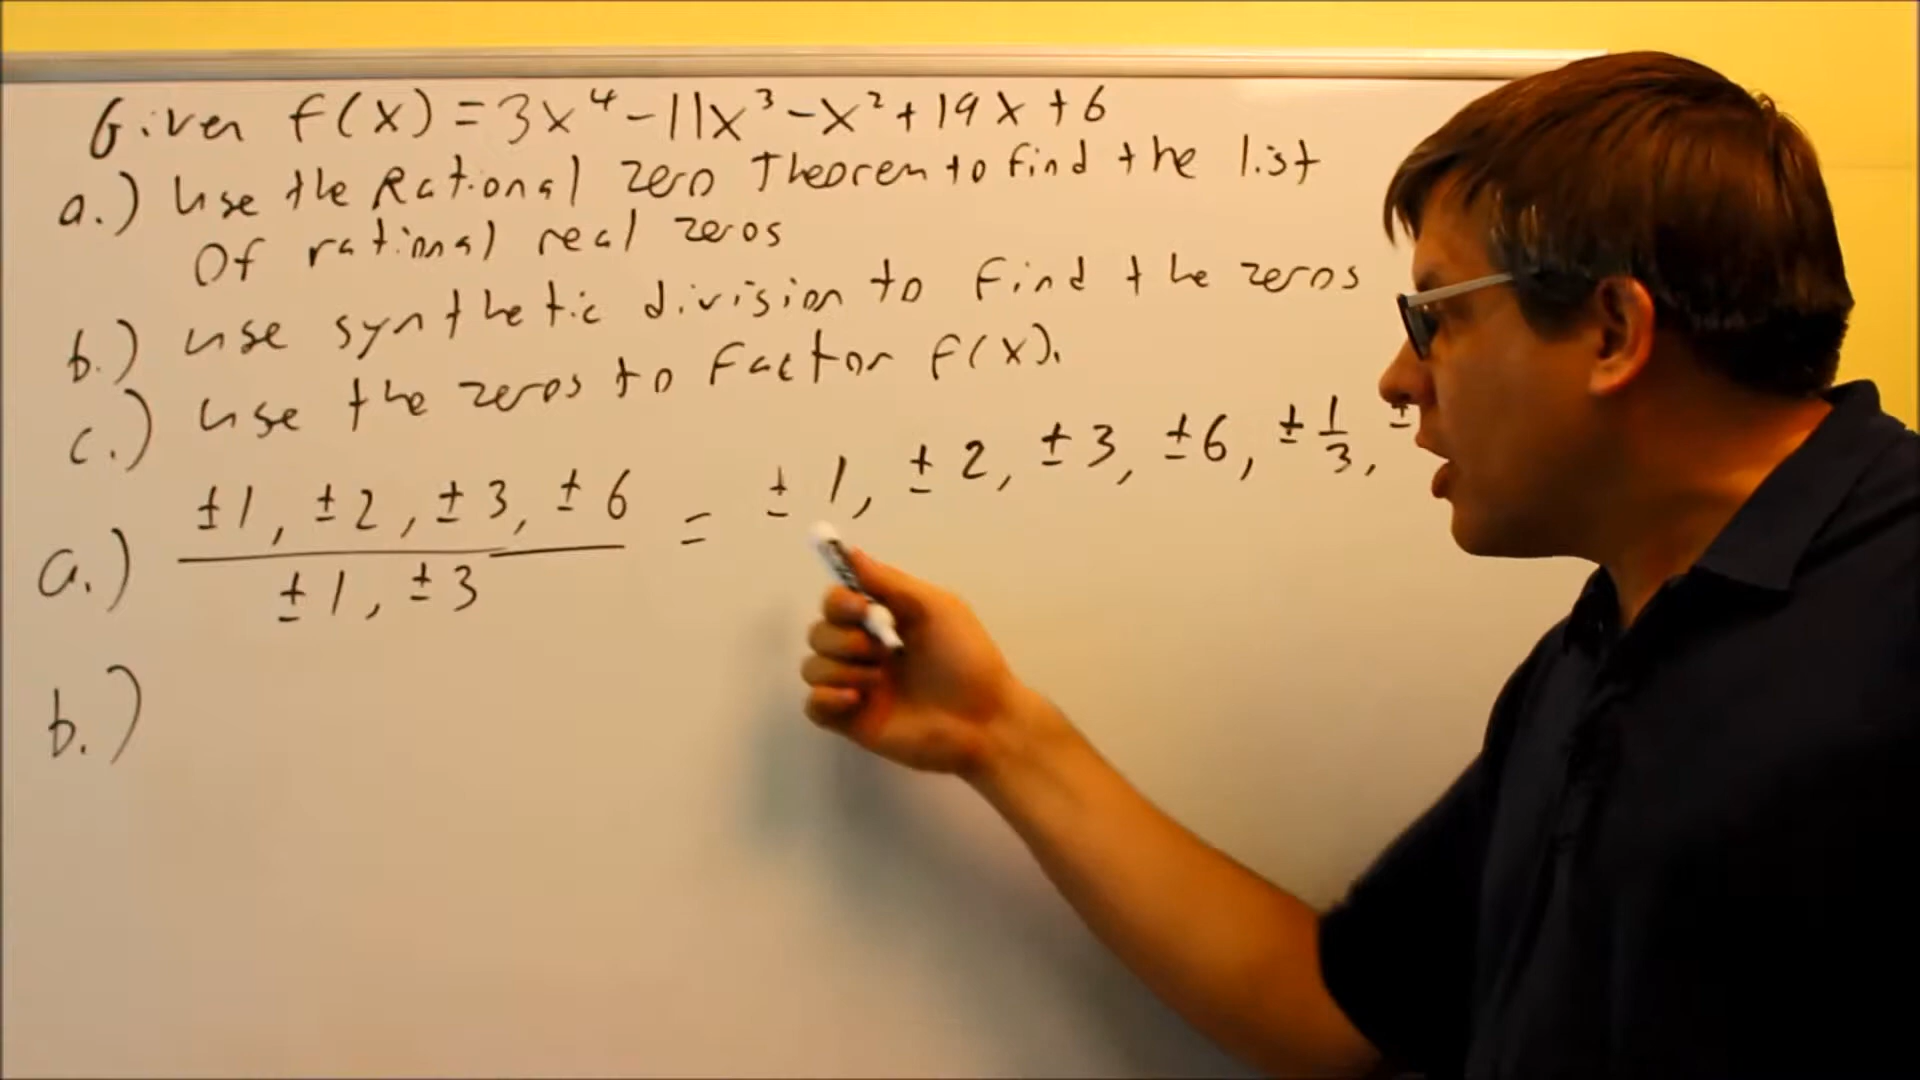 Given f(x) = 3x⁴ - 11x³ - x² + 19x + 6
a.) Use the Rational zero Theorem to find the list
Of rational real zeros
b.) use synthetic division to find the zeros
c.) use the zeros to factor f(x).
a.) ±1, ±2, ±3, ±6 = ±1, ±2, ±3, ±6, ±1/3, ±
±1, ±3
b.)